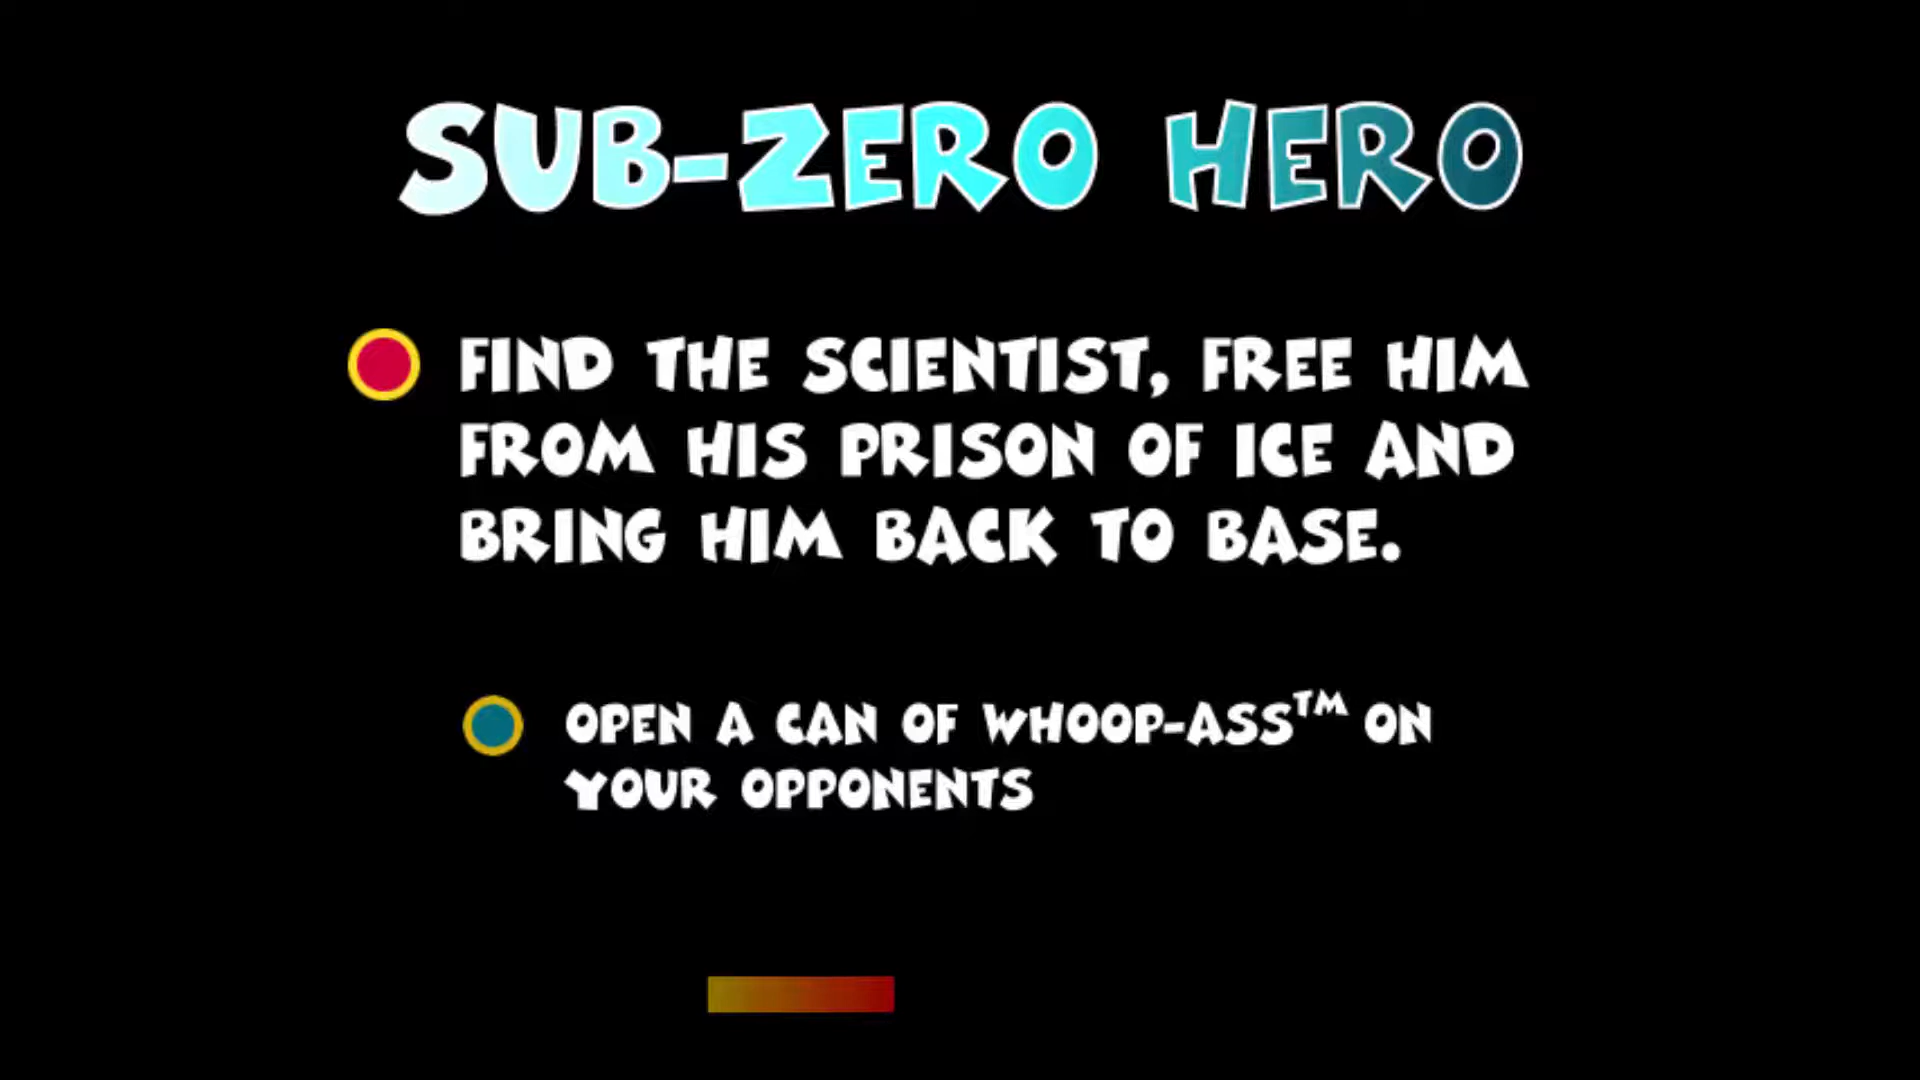 SUB-ZERO HERO
FIND THE SCIENTIST, FREE HIM
FROM HIS PRISON OF ICE AND
BRING HIM BACK TO BASE.
OPEN A CAN OF WHOOP-ASS™ ON
YOUR OPPONENTS